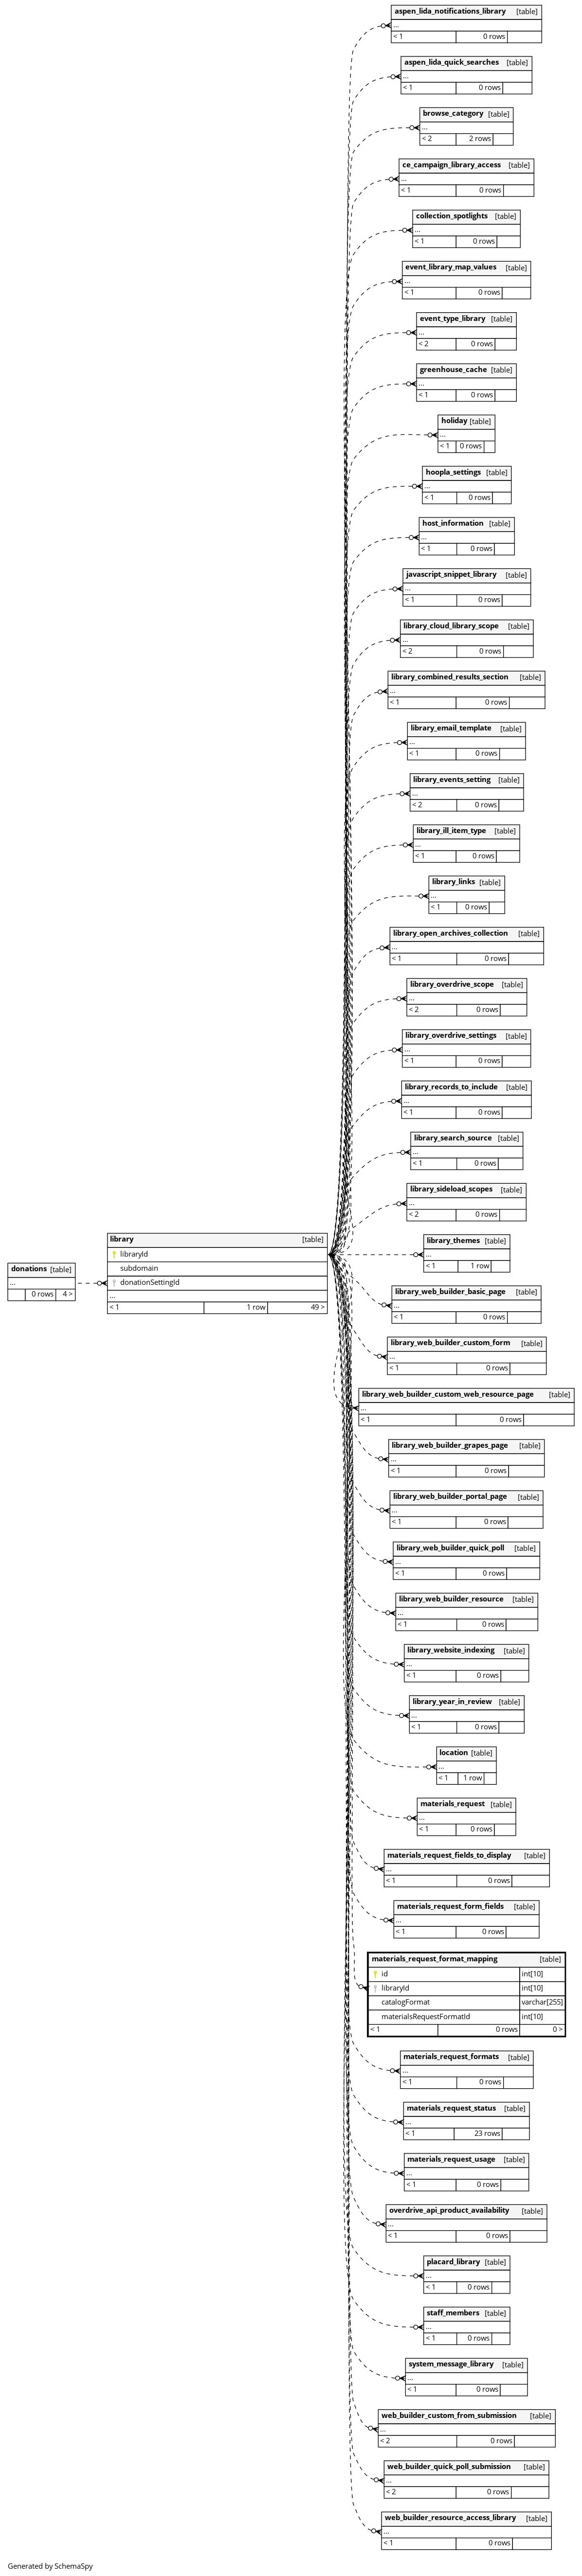 aspen_lida_notifications_library [table]
...
< 1 0 rows
aspen_lida_quick_searches [table]
...
< 1 0 rows
browse_category [table]
...
< 2 2 rows
ce_campaign_library_access [table]
...
< 1 0 rows
collection_spotlights [table]
...
< 1 0 rows
event_library_map_values [table]
...
< 1 0 rows
event_type_library [table]
...
< 2 0 rows
greenhouse_cache [table]
...
< 1 0 rows
holiday [table]
...
< 1 0 rows
hoopla_settings [table]
...
< 1 0 rows
host_information [table]
...
< 1 0 rows
javascript_snippet_library [table]
...
< 1 0 rows
library_cloud_library_scope [table]
...
< 2 0 rows
library_combined_results_section [table]
...
< 1 0 rows
library_email_template [table]
...
< 1 0 rows
library_events_setting [table]
...
< 2 0 rows
library_ill_item_type [table]
...
< 1 0 rows
library_links [table]
...
< 1 0 rows
library_open_archives_collection [table]
...
< 1 0 rows
library_overdrive_scope [table]
...
< 2 0 rows
library_overdrive_settings [table]
...
< 1 0 rows
library_records_to_include [table]
...
< 1 0 rows
library_search_source [table]
...
< 1 0 rows
library_sideload_scopes [table]
...
< 2 0 rows
library_themes [table]
...
< 1 1 row
donations [table]
...
0 rows 4 >
library [table]
libraryId
subdomain
donationSettingId
...
< 1 1 row 49 >
library_web_builder_basic_page [table]
...
< 1 0 rows
library_web_builder_custom_form [table]
...
< 1 0 rows
library_web_builder_custom_web_resource_page [table]
...
< 1 0 rows
library_web_builder_grapes_page [table]
...
< 1 0 rows
library_web_builder_portal_page [table]
...
< 1 0 rows
library_web_builder_quick_poll [table]
...
< 1 0 rows
library_web_builder_resource [table]
...
< 1 0 rows
library_website_indexing [table]
...
< 1 0 rows
library_year_in_review [table]
...
< 1 0 rows
location [table]
...
< 1 1 row
materials_request [table]
...
< 1 0 rows
materials_request_fields_to_display [table]
...
< 1 0 rows
materials_request_form_fields [table]
...
< 1 0 rows
materials_request_format_mapping [table]
id int[10]
libraryId int[10]
catalogFormat varchar[255]
materialsRequestFormatId int[10]
< 1 0 rows 0 >
materials_request_formats [table]
...
< 1 0 rows
materials_request_status [table]
...
< 1 23 rows
materials_request_usage [table]
...
< 1 0 rows
overdrive_api_product_availability [table]
...
< 1 0 rows
placard_library [table]
...
< 1 0 rows
staff_members [table]
...
< 1 0 rows
system_message_library [table]
...
< 1 0 rows
web_builder_custom_from_submission [table]
...
< 2 0 rows
web_builder_quick_poll_submission [table]
...
< 2 0 rows
web_builder_resource_access_library [table]
...
< 1 0 rows
Generated by SchemaSpy